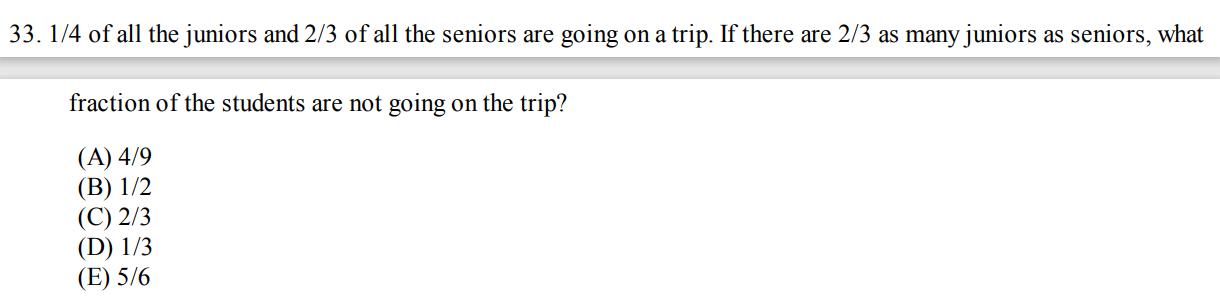 33. 1/4 of all the juniors and 2/3 of all the seniors are going on a trip. If there are 2/3 as many juniors as seniors, what
fraction of the students are not going on the trip?
(A) 4/9
(B) 1/2
(C) 2/3
(D) 1/3
(E) 5/6